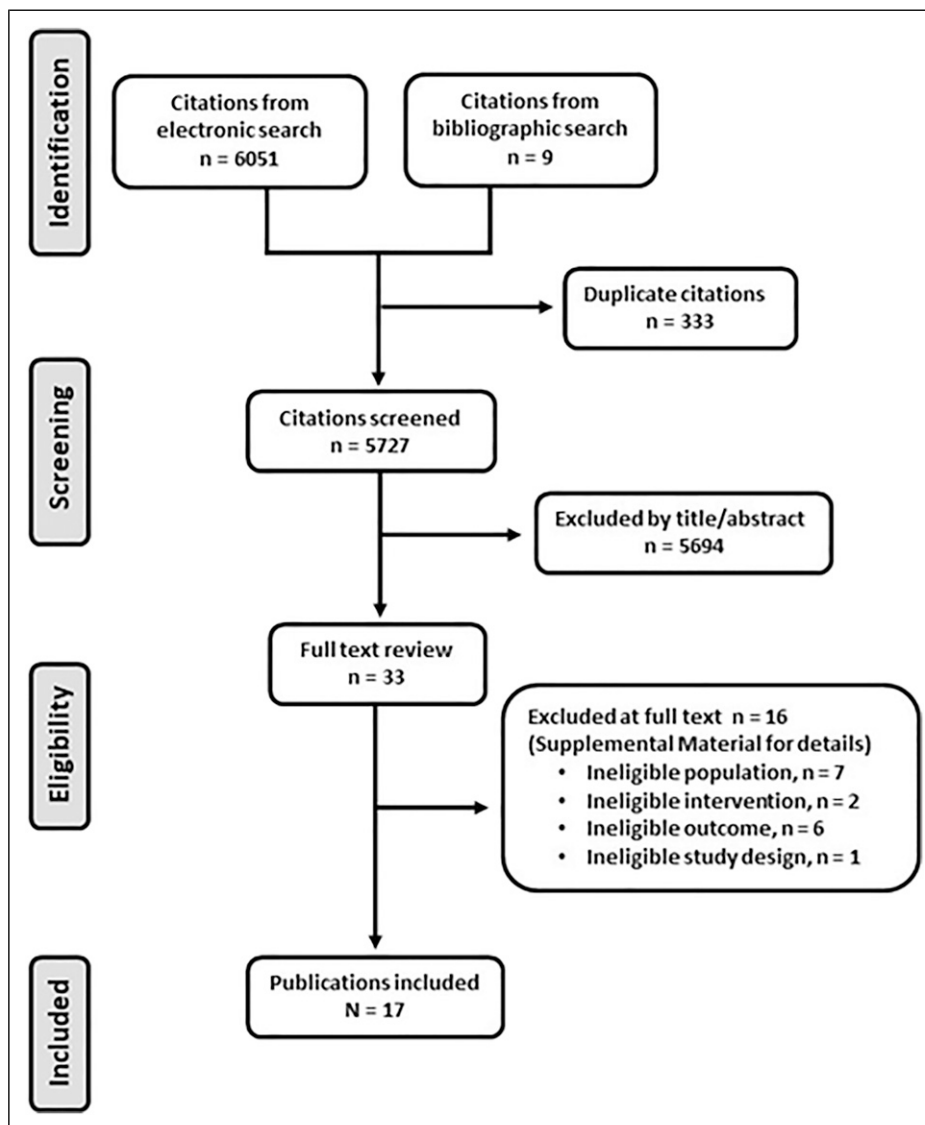 Identification
Citations from
electronic search
n = 6051
Citations from
bibliographic search
n = 9
Duplicate citations
n = 333
Screening
Citations screened
n = 5727
Excluded by title/abstract
n = 5694
Eligibility
Full text review
n = 33
Excluded at full text n = 16
(Supplemental Material for details)
• Ineligible population, n = 7
• Ineligible intervention, n = 2
• Ineligible outcome, n = 6
• Ineligible study design, n = 1
Included
Publications included
N = 17